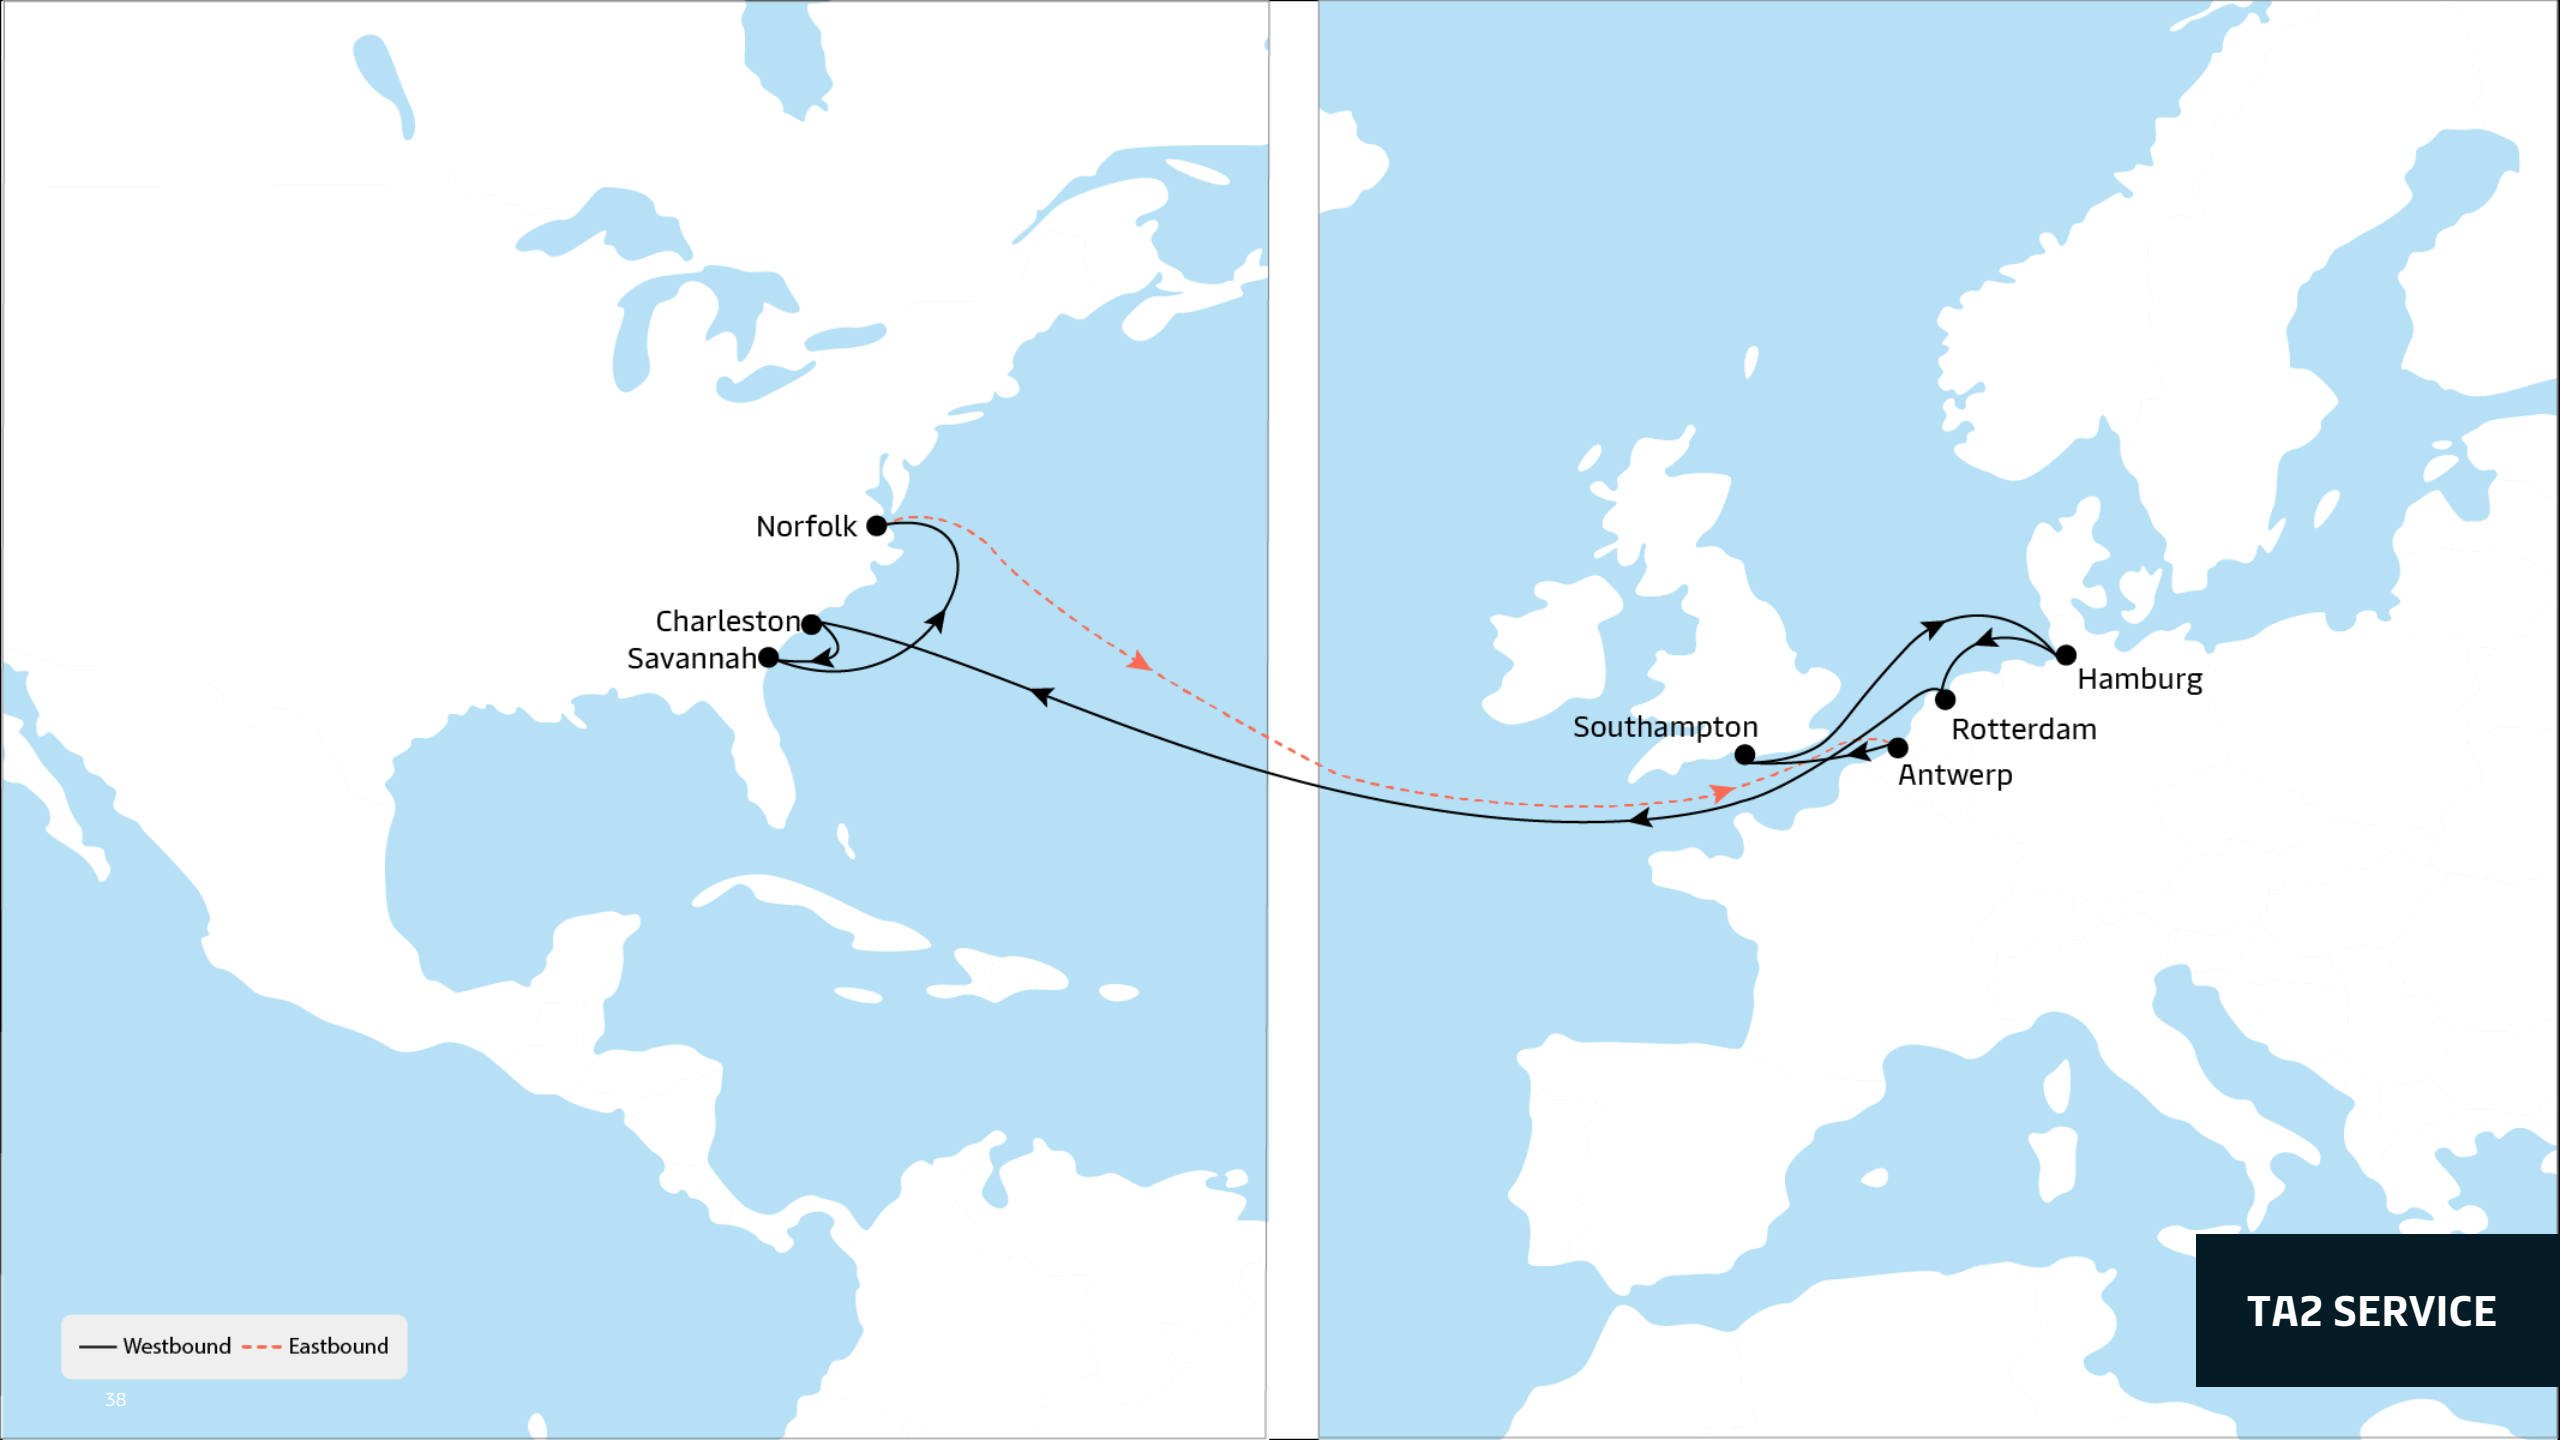 Norfolk
Charleston
Savannah
Southampton
Hamburg
Rotterdam
Antwerp
TA2 SERVICE
Westbound Eastbound
38